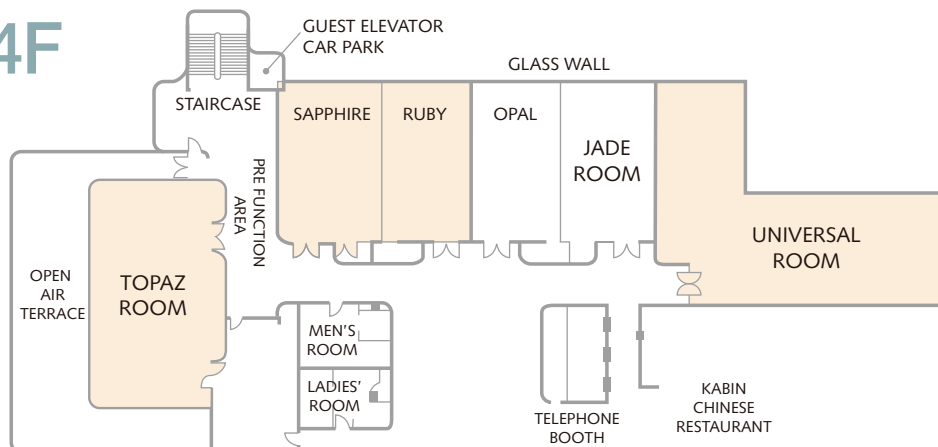 4F
GUEST ELEVATOR
CAR PARK
GLASS WALL
STAIRCASE
SAPPHIRE
RUBY
OPAL
JADE
ROOM
PRE FUNCTION
AREA
UNIVERSAL
ROOM
OPEN
AIR
TERRACE
TOPAZ
ROOM
MEN'S
ROOM
LADIES'
ROOM
TELEPHONE
BOOTH
KABIN
CHINESE
RESTAURANT